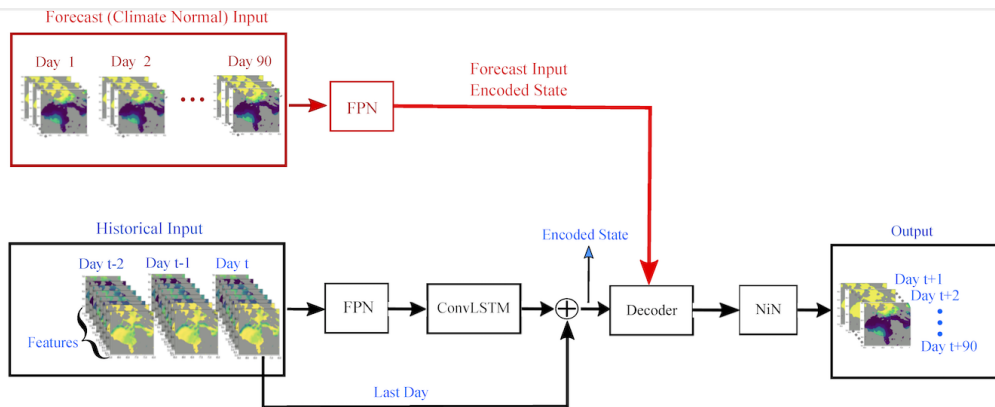 Forecast (Climate Normal) Input
Day 1
Day 2
Day 90
FPN
Forecast Input
Encoded State
Historical Input
Day t-2
Day t-1
Day t
Features
FPN
ConvLSTM
Encoded State
Decoder
NiN
Output
Day t+1
Day t+2
Day t+90
Last Day